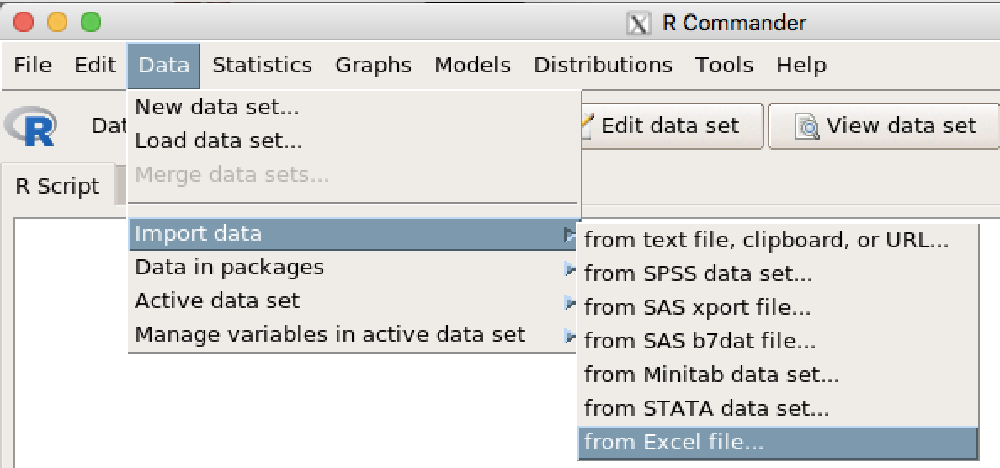 R Commander
File Edit Data Statistics Graphs Models Distributions Tools Help
R Dat Edit data set View data set
R Script
New data set...
Load data set...
Merge data sets...
Import data
Data in packages
Active data set
Manage variables in active data set
from text file, clipboard, or URL...
from SPSS data set...
from SAS xport file...
from SAS b7dat file...
from Minitab data set...
from STATA data set...
from Excel file...